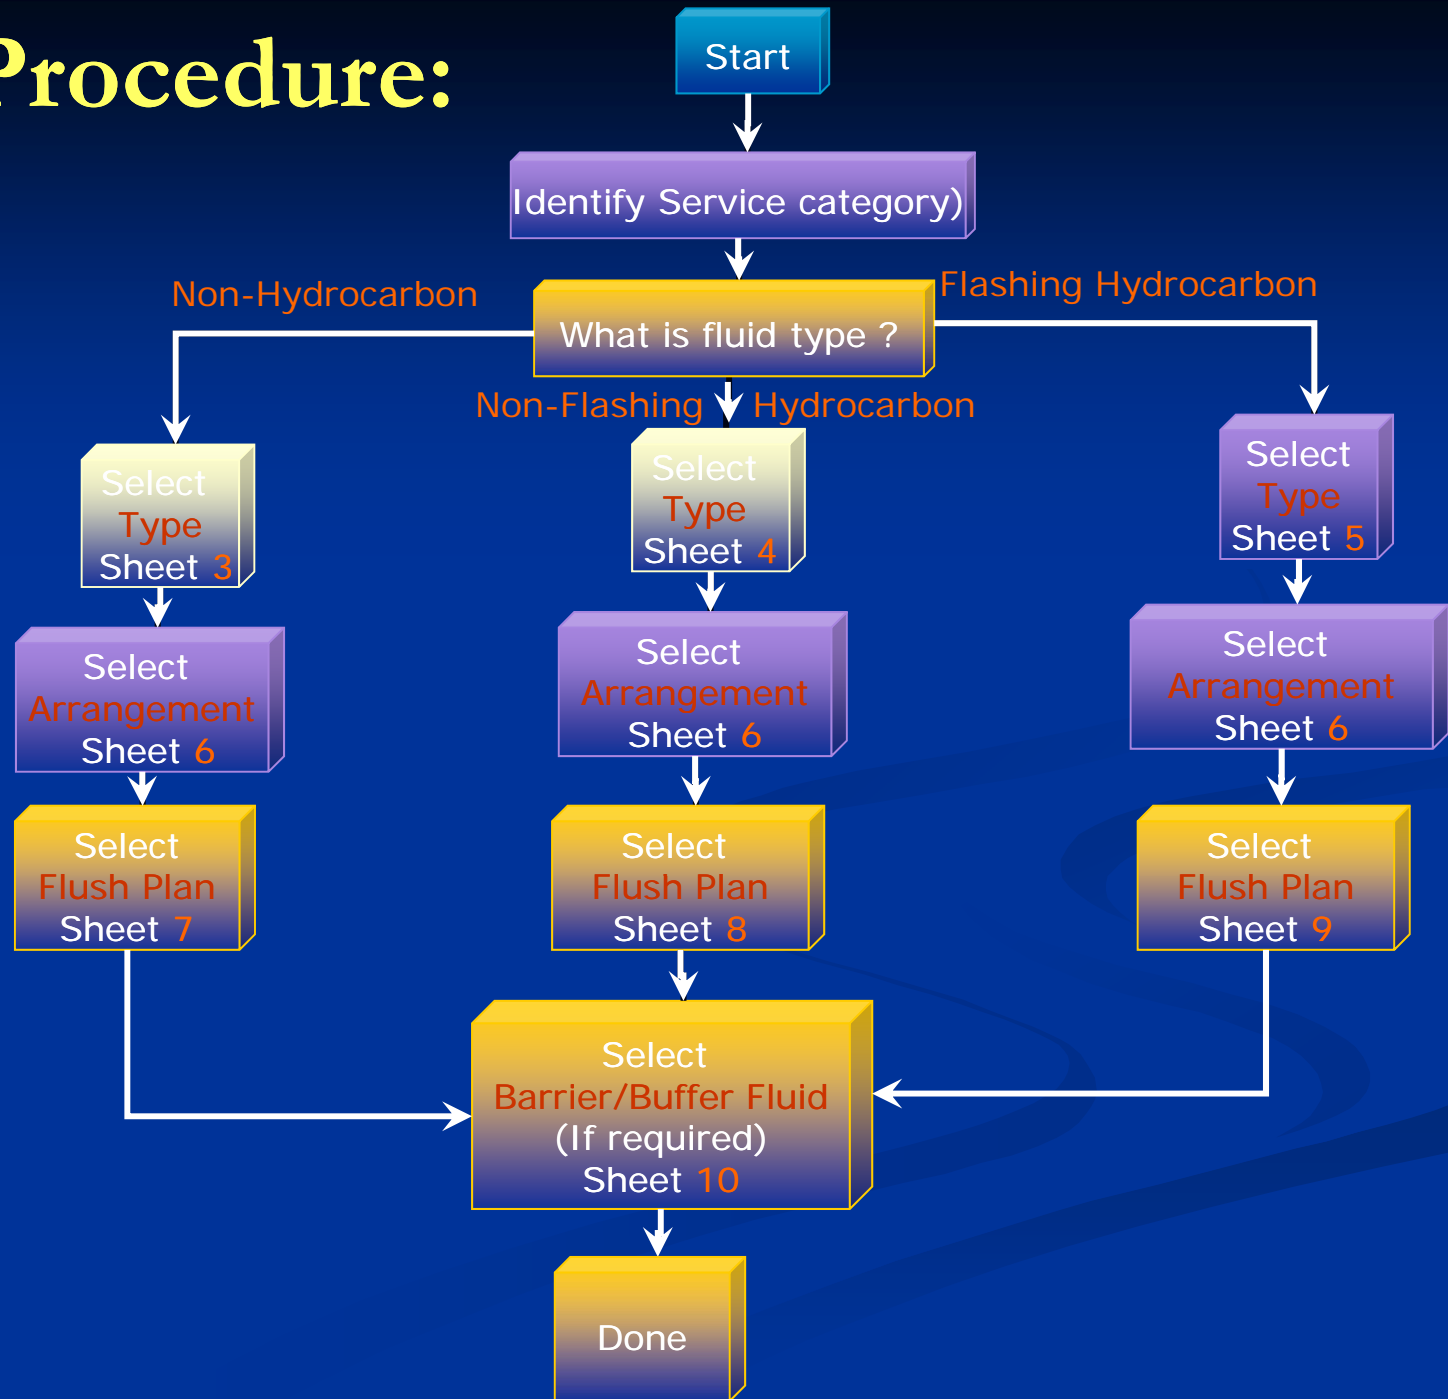 Procedure:
Start
Identify Service category)
What is fluid type ?
Non-Hydrocarbon
Flashing Hydrocarbon
Non-Flashing Hydrocarbon
Select
Type
Sheet 3
Select
Type
Sheet 4
Select
Type
Sheet 5
Select
Arrangement
Sheet 6
Select
Arrangement
Sheet 6
Select
Arrangement
Sheet 6
Select
Flush Plan
Sheet 7
Select
Flush Plan
Sheet 8
Select
Flush Plan
Sheet 9
Select
Barrier/Buffer Fluid
(If required)
Sheet 10
Done